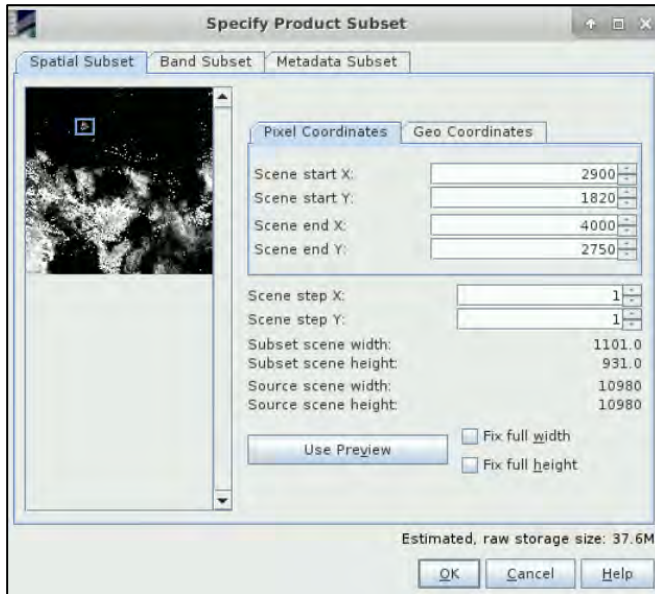 Specify Product Subset
Spatial Subset Band Subset Metadata Subset
Pixel Coordinates Geo Coordinates
Scene start X: 2900
Scene start Y: 1820
Scene end X: 4000
Scene end Y: 2750
Scene step X: 1
Scene step Y: 1
Subset scene width: 1101.0
Subset scene height: 931.0
Source scene width: 10980
Source scene height: 10980
Use Preview
Fix full width
Fix full height
Estimated, raw storage size: 37.6M
OK Cancel Help